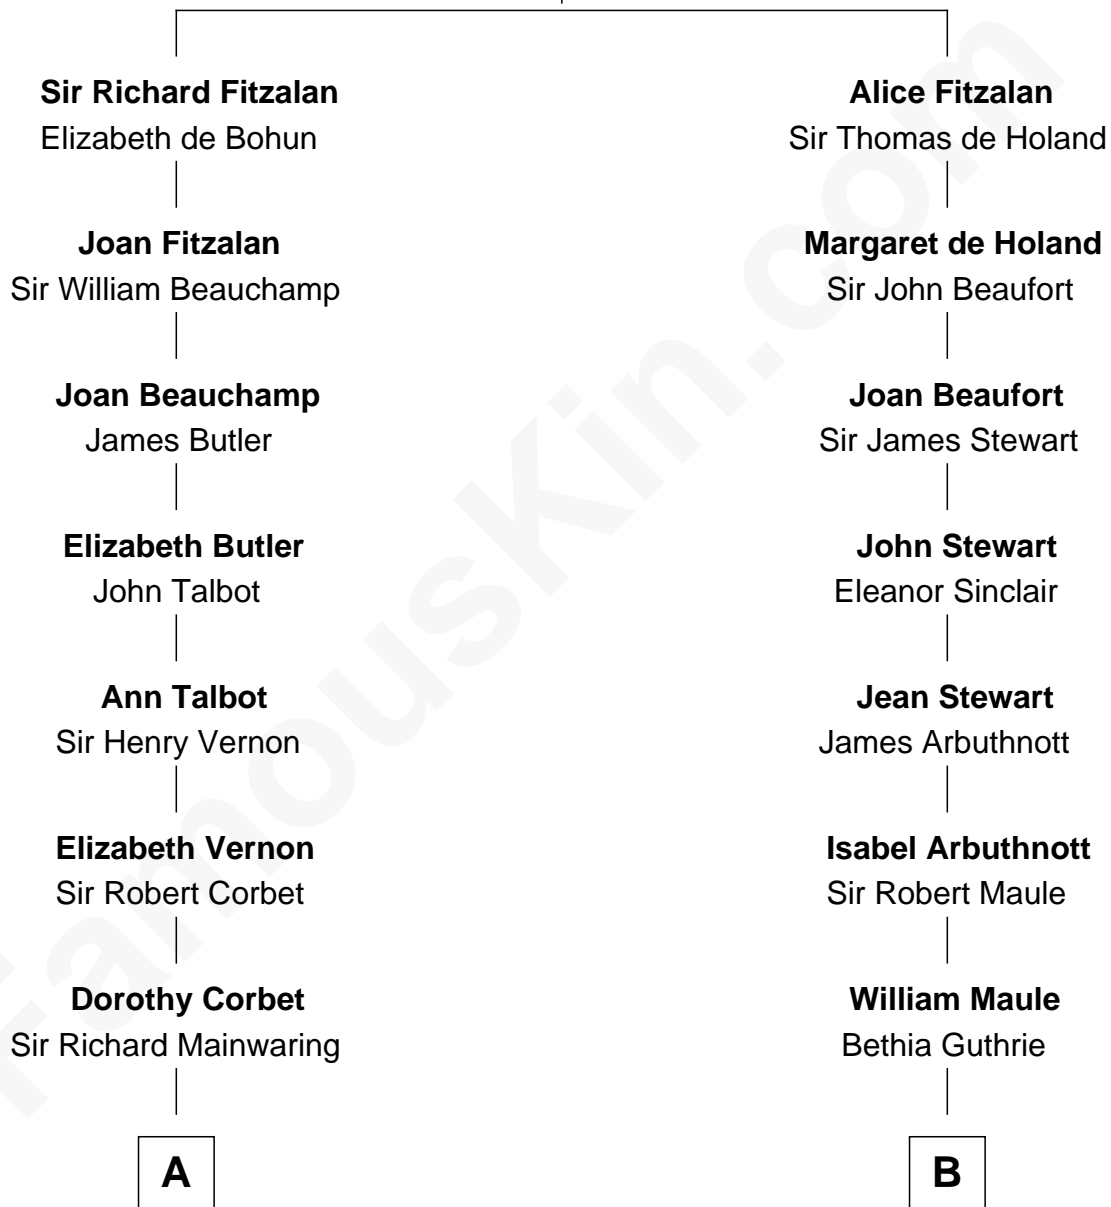 Sir Richard Fitzalan
Elizabeth de Bohun
Alice Fitzalan
Sir Thomas de Holand
Joan Fitzalan
Sir William Beauchamp
Margaret de Holand
Sir John Beaufort
Joan Beauchamp
James Butler
Joan Beaufort
Sir James Stewart
Elizabeth Butler
John Talbot
John Stewart
Eleanor Sinclair
Ann Talbot
Sir Henry Vernon
Jean Stewart
James Arbuthnott
Elizabeth Vernon
Sir Robert Corbet
Isabel Arbuthnott
Sir Robert Maule
Dorothy Corbet
Sir Richard Mainwaring
William Maule
Bethia Guthrie
A
B
FamousKin.com